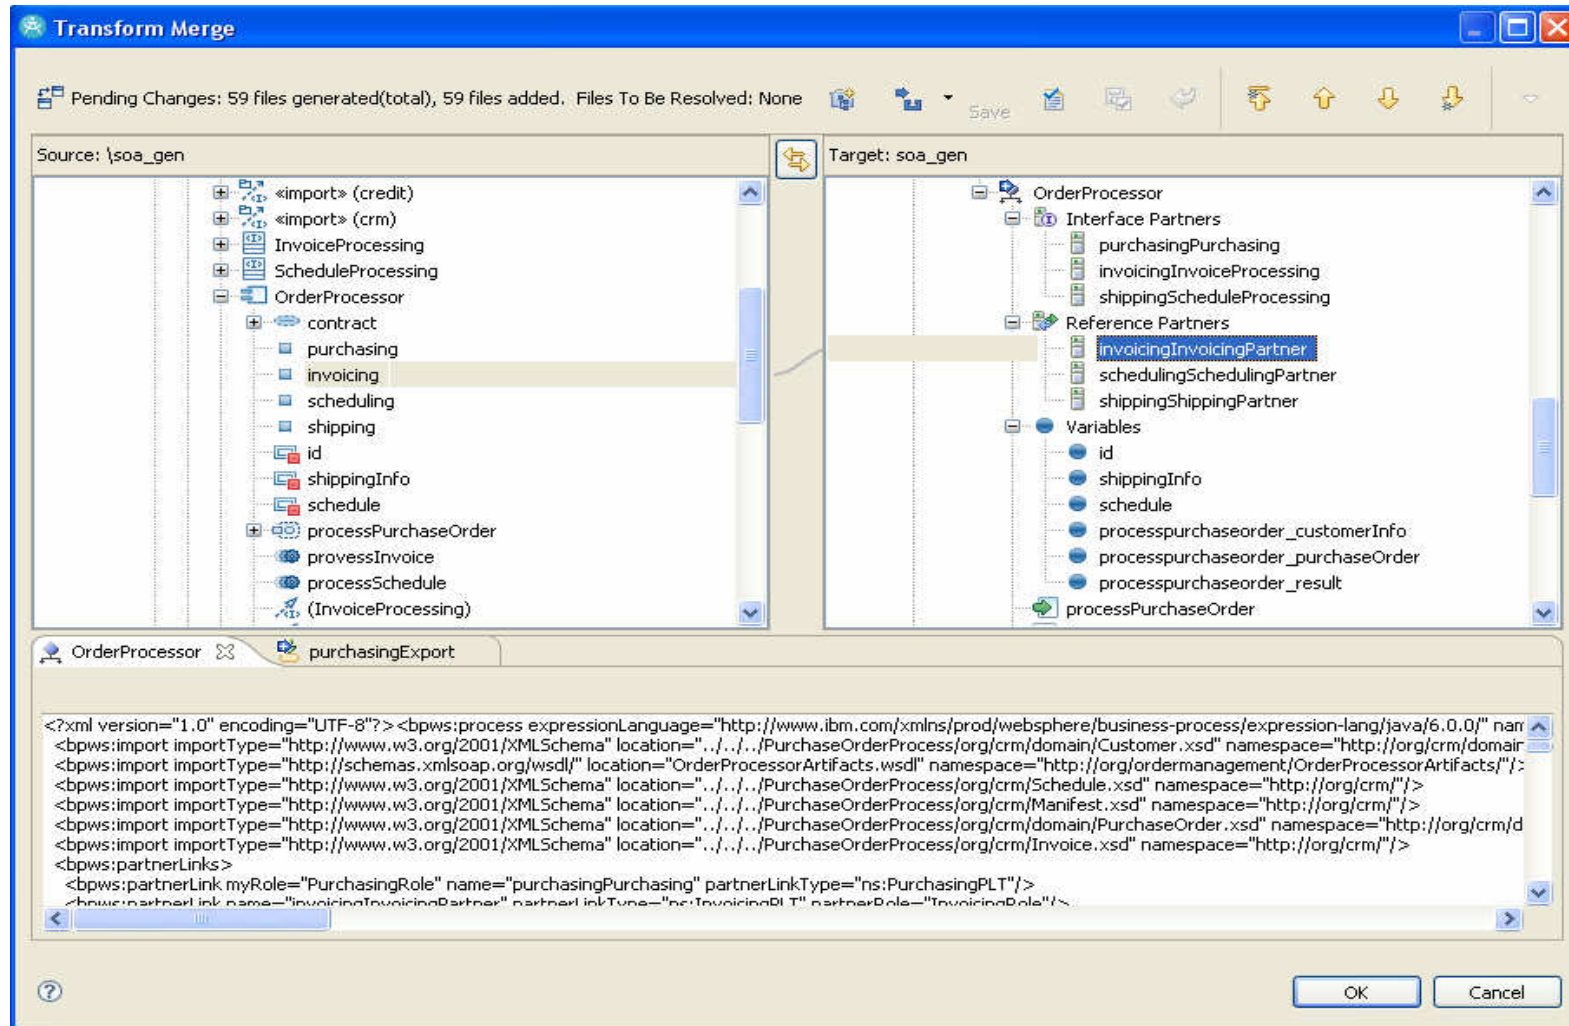 Transform Merge
Pending Changes: 59 files generated(total), 59 files added. Files To Be Resolved: None
Save
Source: \soa_gen
«import» (credit)
«import» (crm)
InvoiceProcessing
ScheduleProcessing
OrderProcessor
contract
purchasing
invoicing
scheduling
shipping
id
shippingInfo
schedule
processPurchaseOrder
provessInvoice
processSchedule
(InvoiceProcessing)
Target: soa_gen
OrderProcessor
Interface Partners
purchasingPurchasing
invoicingInvoiceProcessing
shippingScheduleProcessing
Reference Partners
invoicingInvoicingPartner
schedulingSchedulingPartner
shippingShippingPartner
Variables
id
shippingInfo
schedule
processpurchaseorder_customerInfo
processpurchaseorder_purchaseOrder
processpurchaseorder_result
processPurchaseOrder
OrderProcessor
purchasingExport
<?xml version="1.0" encoding="UTF-8"?><bpws:process expressionLanguage="http://www.ibm.com/xmlns/prod/websphere/business-process/expression-lang/java/6.0.0/" nam
<bpws:import importType="http://www.w3.org/2001/XMLSchema" location="../../../PurchaseOrderProcess/org/crm/domain/Customer.xsd" namespace="http://org/crm/domain
<bpws:import importType="http://schemas.xmlsoap.org/wsdl/" location="OrderProcessorArtifacts.wsdl" namespace="http://org/ordermanagement/OrderProcessorArtifacts/"/>
<bpws:import importType="http://www.w3.org/2001/XMLSchema" location="../../../PurchaseOrderProcess/org/crm/Schedule.xsd" namespace="http://org/crm/"/>
<bpws:import importType="http://www.w3.org/2001/XMLSchema" location="../../../PurchaseOrderProcess/org/crm/Manifest.xsd" namespace="http://org/crm/"/>
<bpws:import importType="http://www.w3.org/2001/XMLSchema" location="../../../PurchaseOrderProcess/org/crm/domain/PurchaseOrder.xsd" namespace="http://org/crm/d
<bpws:import importType="http://www.w3.org/2001/XMLSchema" location="../../../PurchaseOrderProcess/org/crm/Invoice.xsd" namespace="http://org/crm/"/>
<bpws:partnerLinks>
<bpws:partnerLink myRole="PurchasingRole" name="purchasingPurchasing" partnerLinkType="ns:PurchasingPLT"/>
<bpws:partnerLink name="invoicingInvoicingPartner" partnerLinkType="ns:InvoicingPLT" partnerRole="InvoicingRole"/>
OK
Cancel